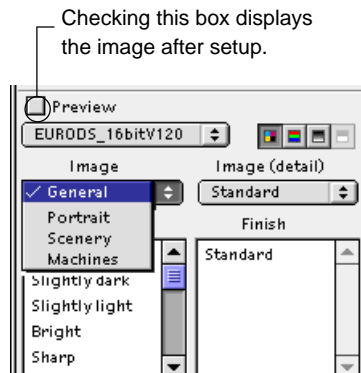 Checking this box displays
the image after setup.
Preview
EURODS_16bitV120
Image
Image (detail)
✓ General
Standard
Portrait
Scenery
Machines
Finish
Slightly dark
Slightly light
Bright
Sharp
Standard